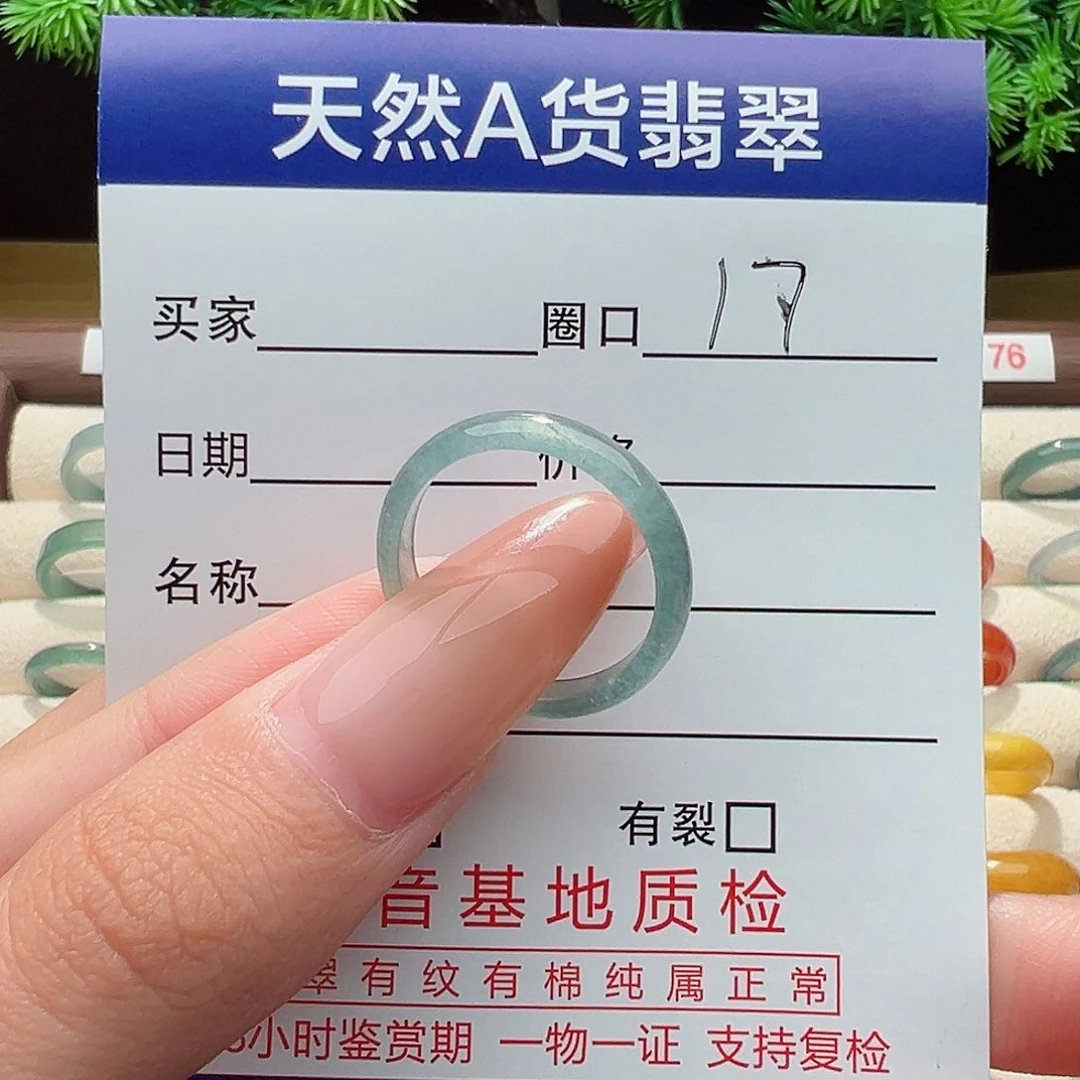 天然A货翡翠
买家 圈口 17
76
日期 价格
名称
有裂
音基地质检
翠有纹有棉纯属正常
小时鉴赏期 一物一证 支持复检